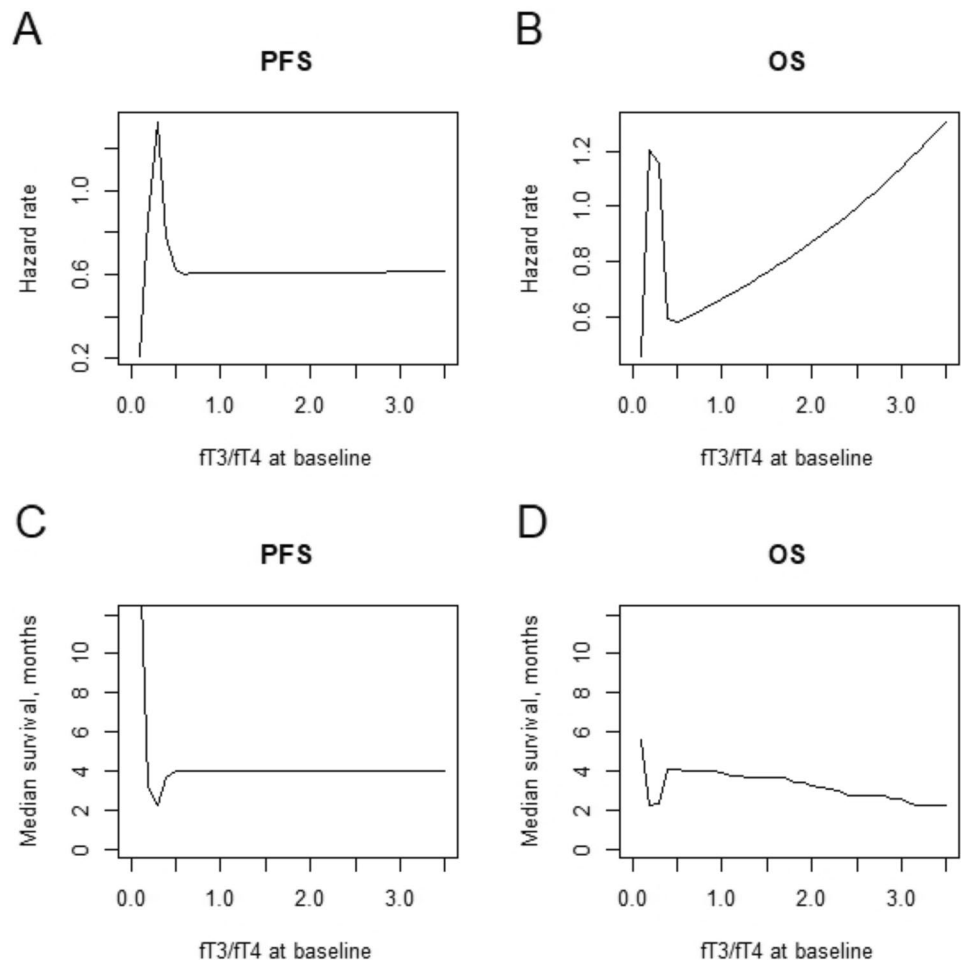 A
PFS
Hazard rate
0.2 0.6 1.0
0.0 1.0 2.0 3.0
fT3/fT4 at baseline
B
OS
Hazard rate
0.6 0.8 1.0 1.2
0.0 1.0 2.0 3.0
fT3/fT4 at baseline
C
PFS
Median survival, months
0 2 4 6 8 10
0.0 1.0 2.0 3.0
fT3/fT4 at baseline
D
OS
Median survival, months
0 2 4 6 8 10
0.0 1.0 2.0 3.0
fT3/fT4 at baseline